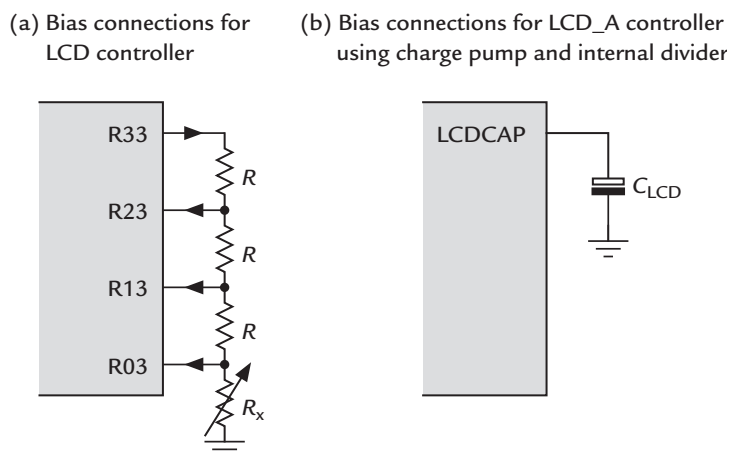 (a) Bias connections for
LCD controller
(b) Bias connections for LCD_A controller
using charge pump and internal divider
R33
R
R23
R
R13
R
R03
Rx
LCDCAP
CLCD